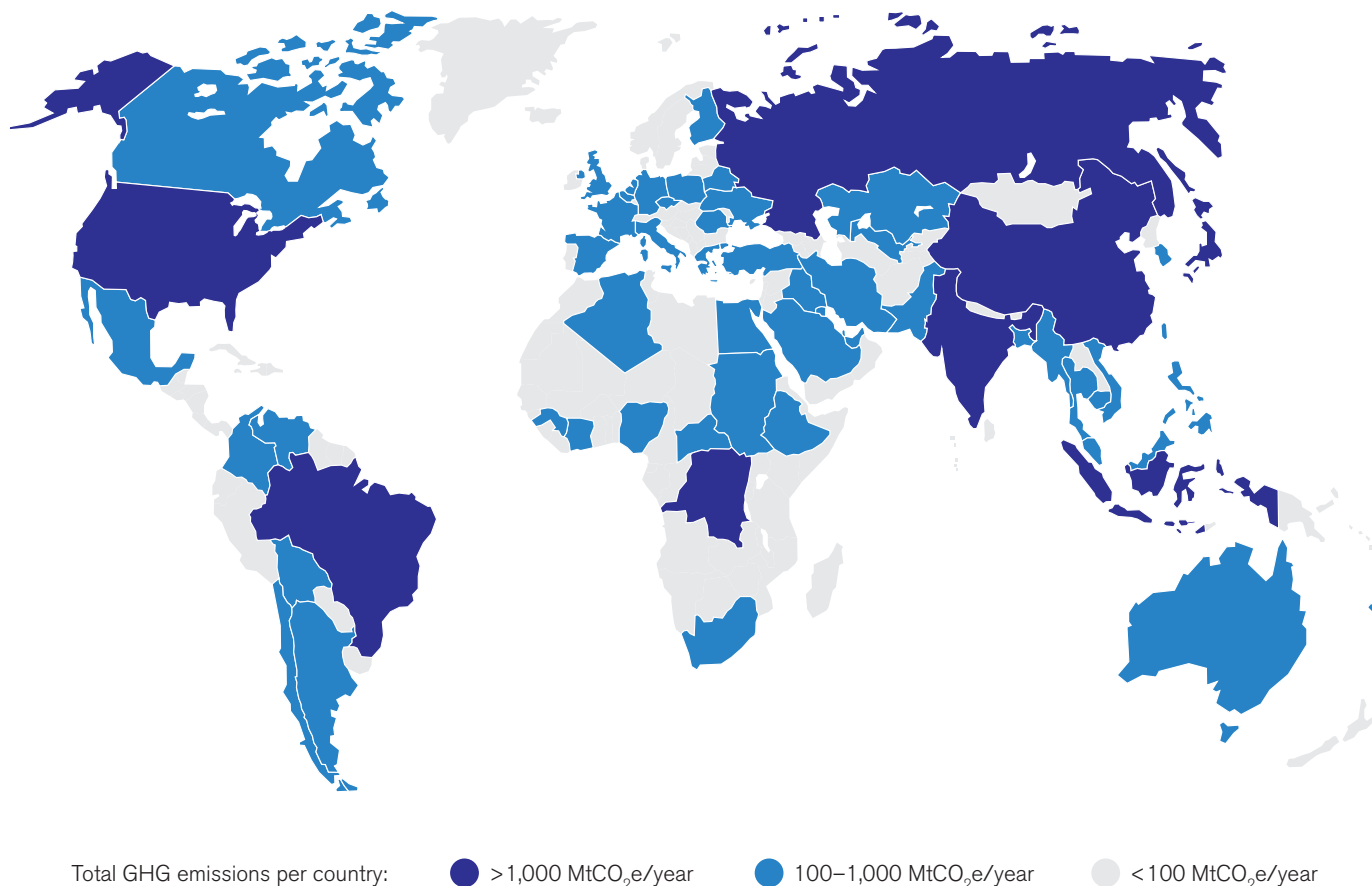 Total GHG emissions per country: >1,000 MtCO₂e/year 100–1,000 MtCO₂e/year <100 MtCO₂e/year